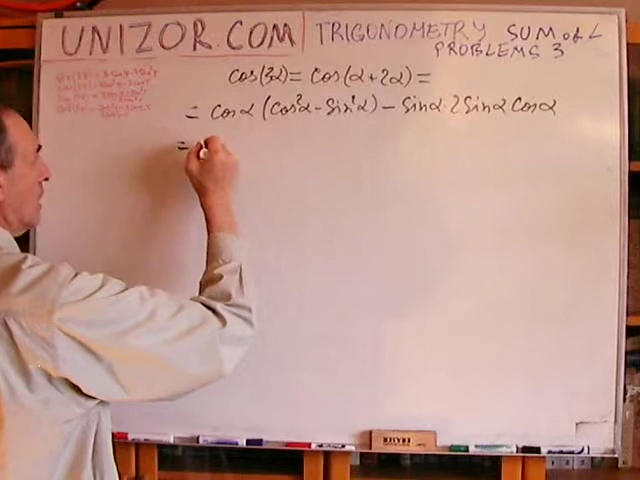 UNIZOR.COM TRIGONOMETRY SUM of ∠
PROBLEMS 3
Cos(3α) = Cos(α+2α) =
= Cosα (Cos²α - Sin²α) - Sinα·2Sinα Cosα
=